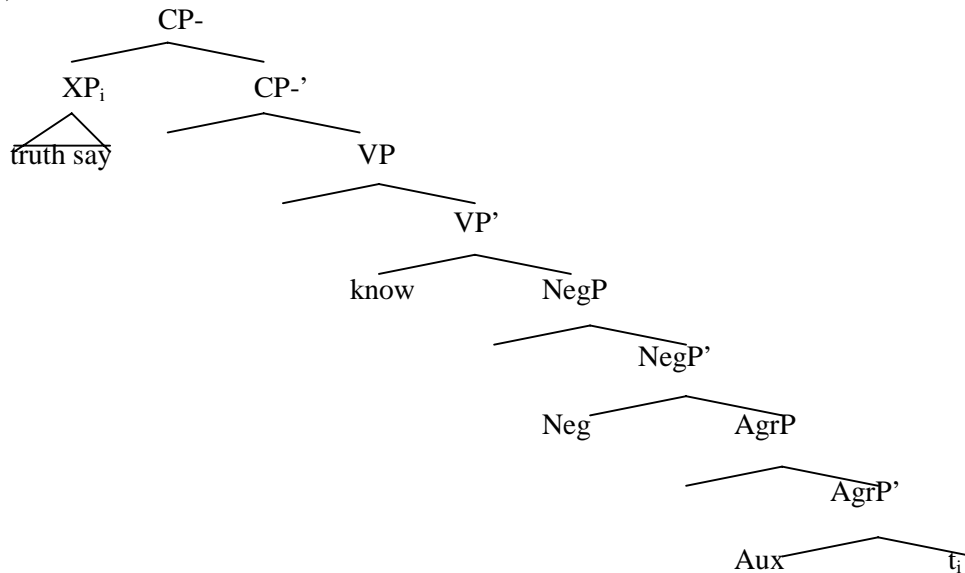 CP-
XPi CP-’
truth say VP
VP’
know NegP
NegP’
Neg AgrP
AgrP’
Aux ti